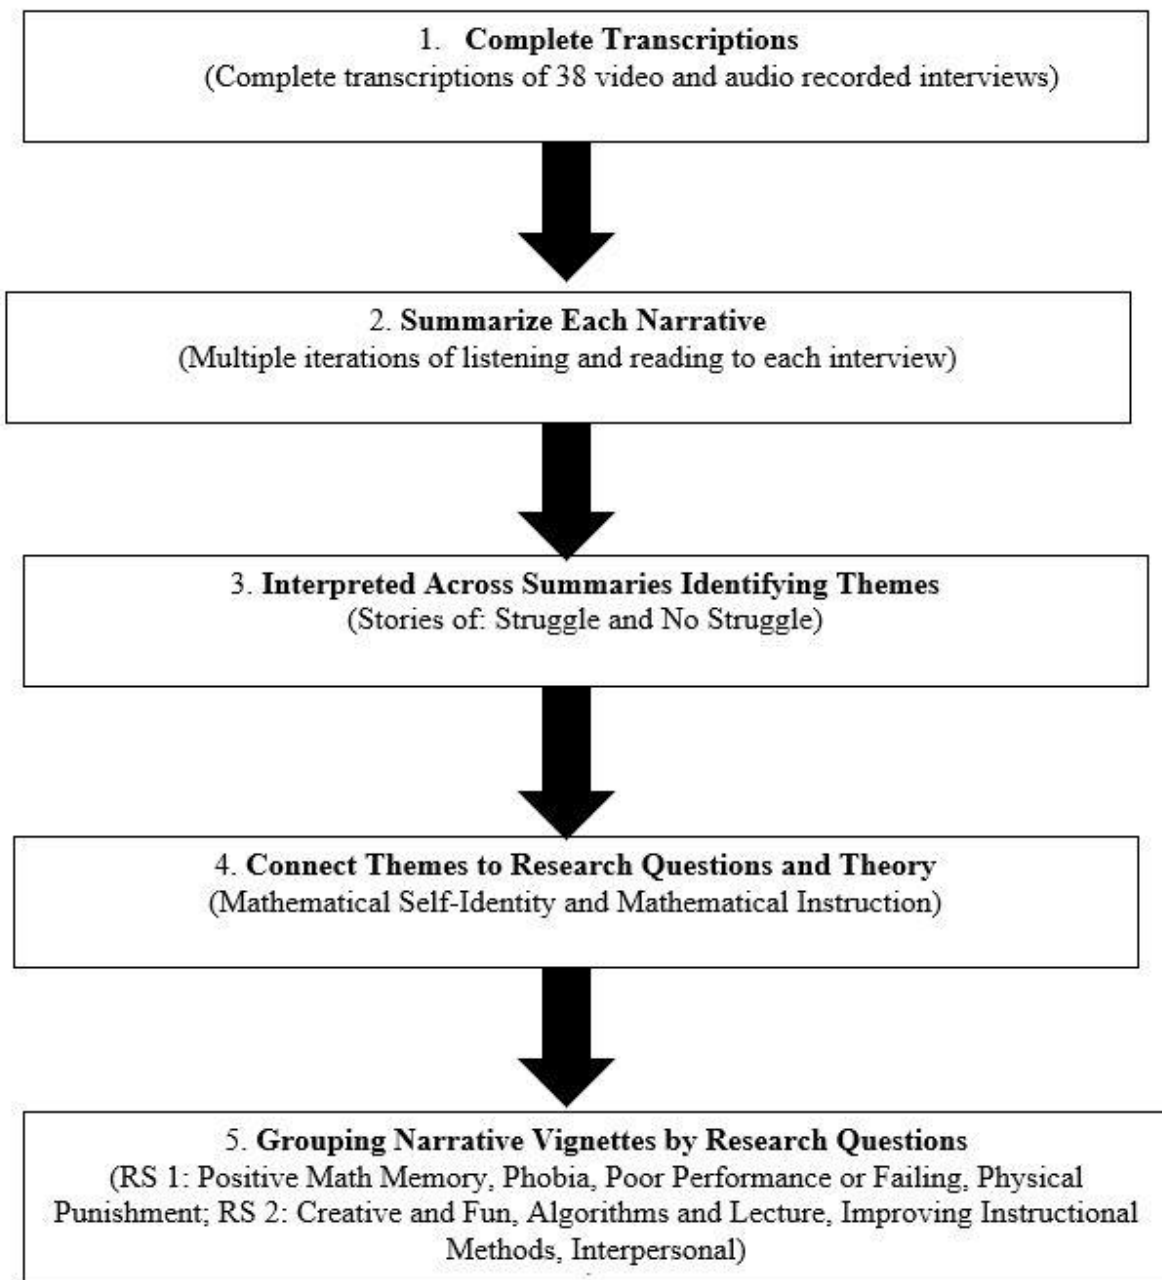 1. Complete Transcriptions
(Complete transcriptions of 38 video and audio recorded interviews)
2. Summarize Each Narrative
(Multiple iterations of listening and reading to each interview)
3. Interpreted Across Summaries Identifying Themes
(Stories of: Struggle and No Struggle)
4. Connect Themes to Research Questions and Theory
(Mathematical Self-Identity and Mathematical Instruction)
5. Grouping Narrative Vignettes by Research Questions
(RS 1: Positive Math Memory, Phobia, Poor Performance or Failing, Physical
Punishment; RS 2: Creative and Fun, Algorithms and Lecture, Improving Instructional
Methods, Interpersonal)